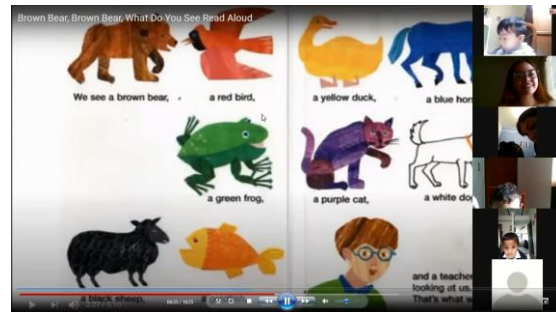 Brown Bear, Brown Bear, What Do You See Read Aloud
We see a brown bear,
a red bird,
a yellow duck,
a blue hor
a green frog,
a purple cat,
a white do
a black sheep,
and a teache
looking at us.
That's what w